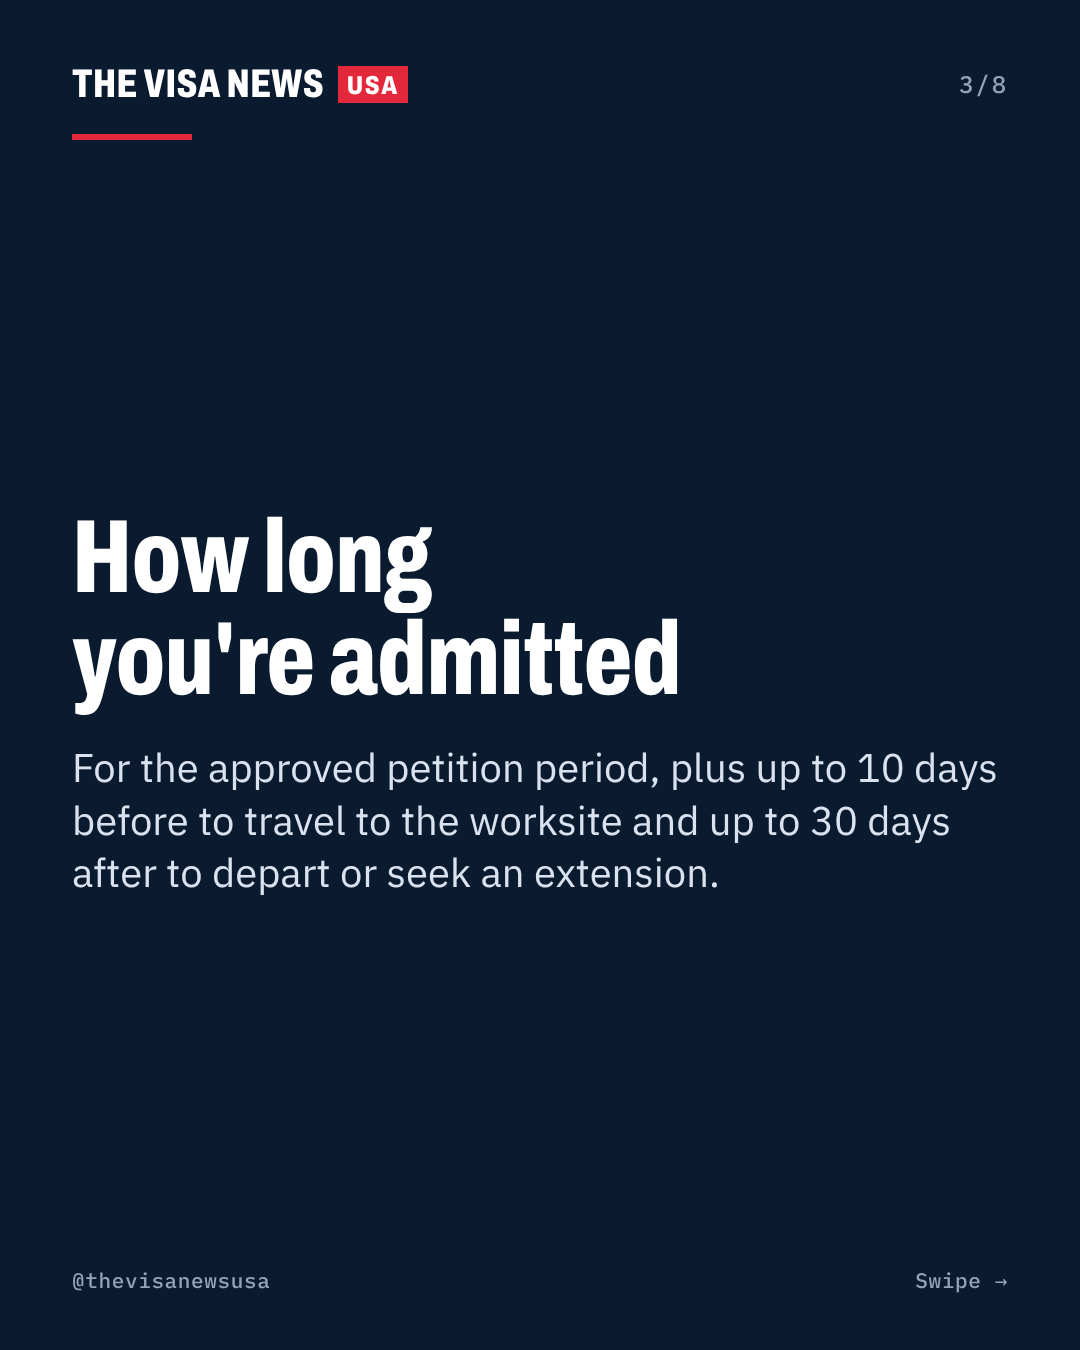 THE VISA NEWS USA
3/8
How long
you're admitted
For the approved petition period, plus up to 10 days
before to travel to the worksite and up to 30 days
after to depart or seek an extension.
@thevisanewsusa
Swipe →